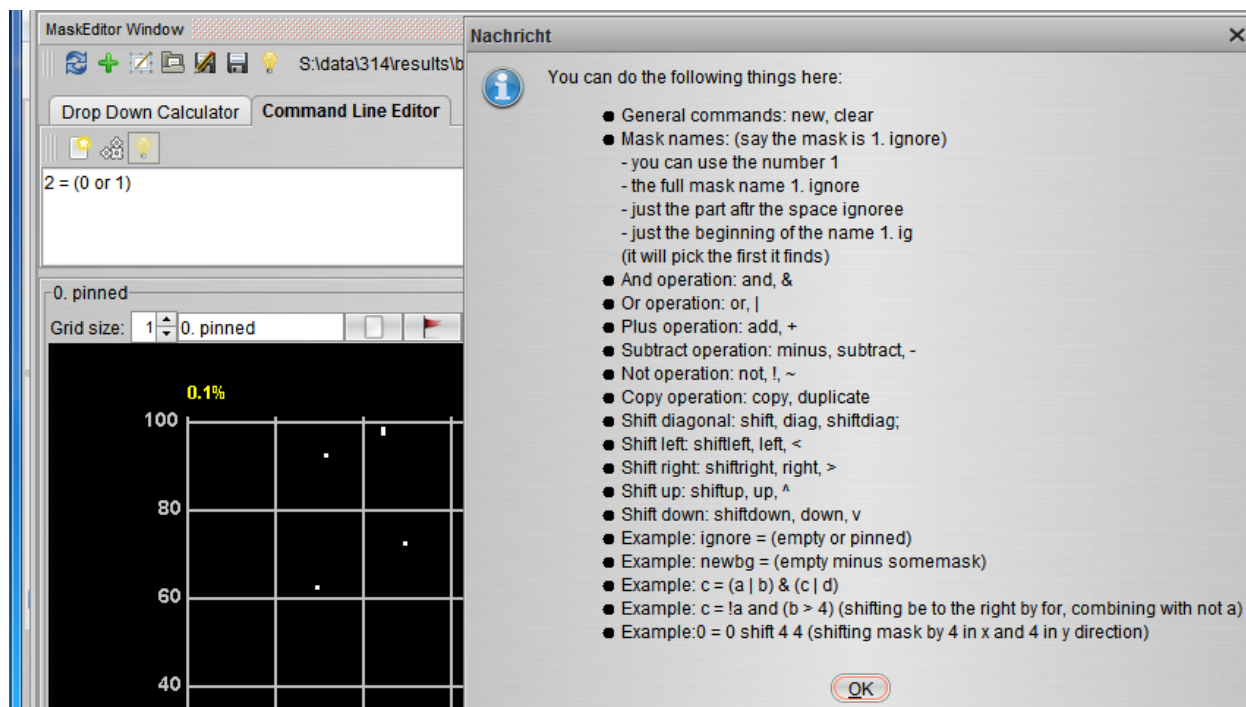 MaskEditor Window
S:\data\314\results\b
Drop Down Calculator
Command Line Editor
2 = (0 or 1)
0. pinned
Grid size: 1 0. pinned
0.1%
100
80
60
40
Nachricht
You can do the following things here:
General commands: new, clear
Mask names: (say the mask is 1. ignore)
- you can use the number 1
- the full mask name 1. ignore
- just the part aftr the space ignoree
- just the beginning of the name 1. ig
(it will pick the first it finds)
And operation: and, &
Or operation: or, |
Plus operation: add, +
Subtract operation: minus, subtract, -
Not operation: not, !, ~
Copy operation: copy, duplicate
Shift diagonal: shift, diag, shiftdiag;
Shift left: shiftleft, left, <
Shift right: shiftright, right, >
Shift up: shiftup, up, ^
Shift down: shiftdown, down, v
Example: ignore = (empty or pinned)
Example: newbg = (empty minus somemask)
Example: c = (a | b) & (c | d)
Example: c = !a and (b > 4) (shifting be to the right by for, combining with not a)
Example:0 = 0 shift 4 4 (shifting mask by 4 in x and 4 in y direction)
OK